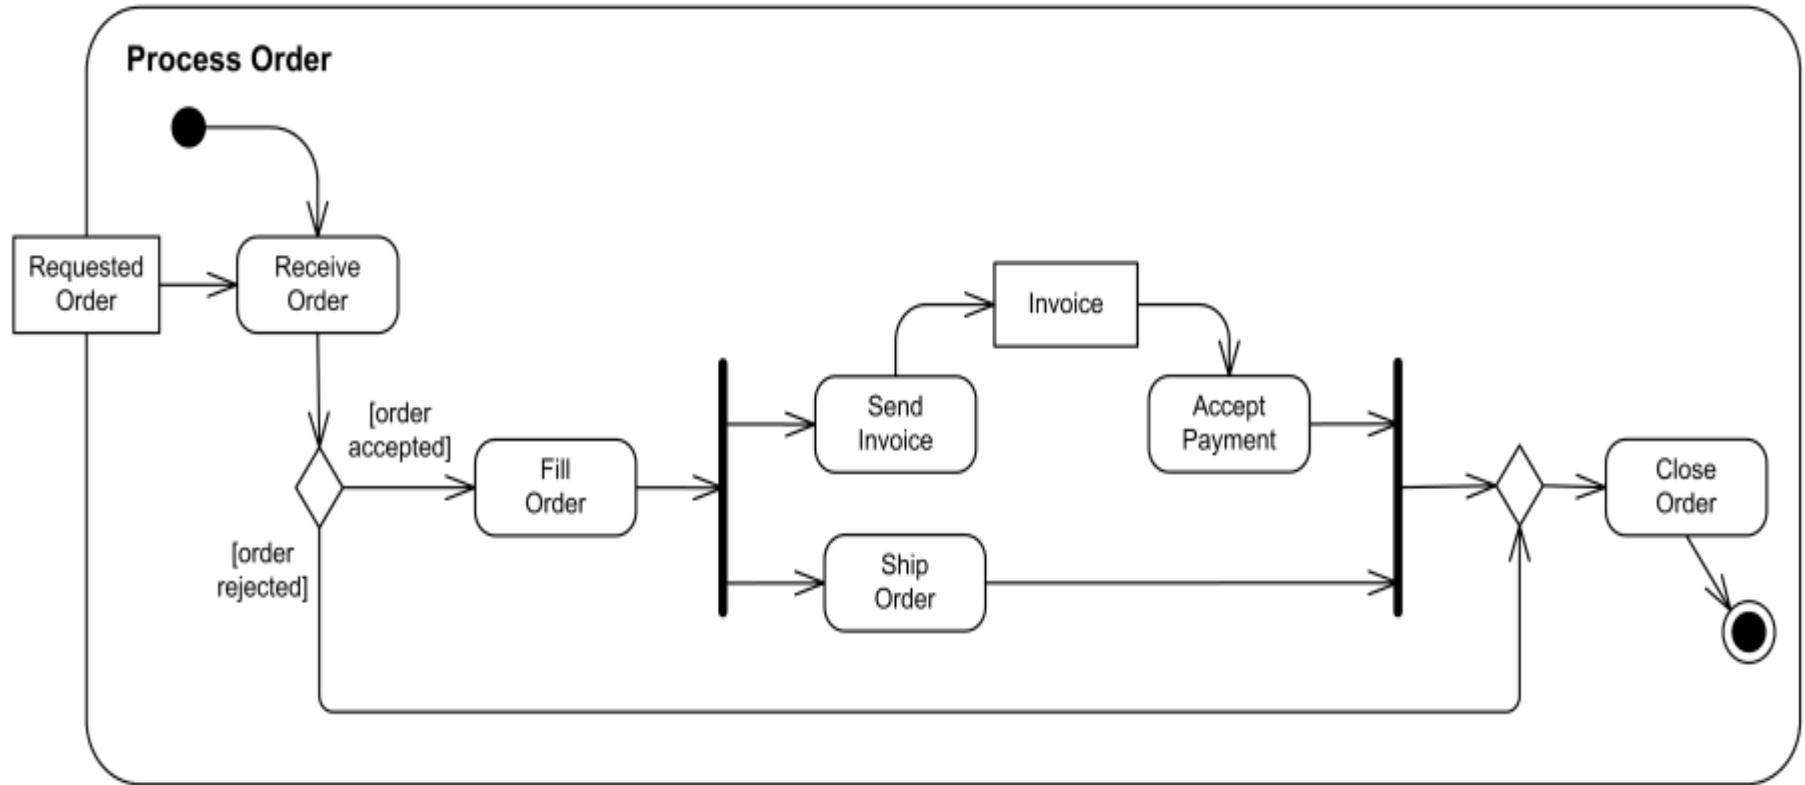 Process Order
Requested
Order
Receive
Order
[order
accepted]
[order
rejected]
Fill
Order
Send
Invoice
Invoice
Accept
Payment
Ship
Order
Close
Order